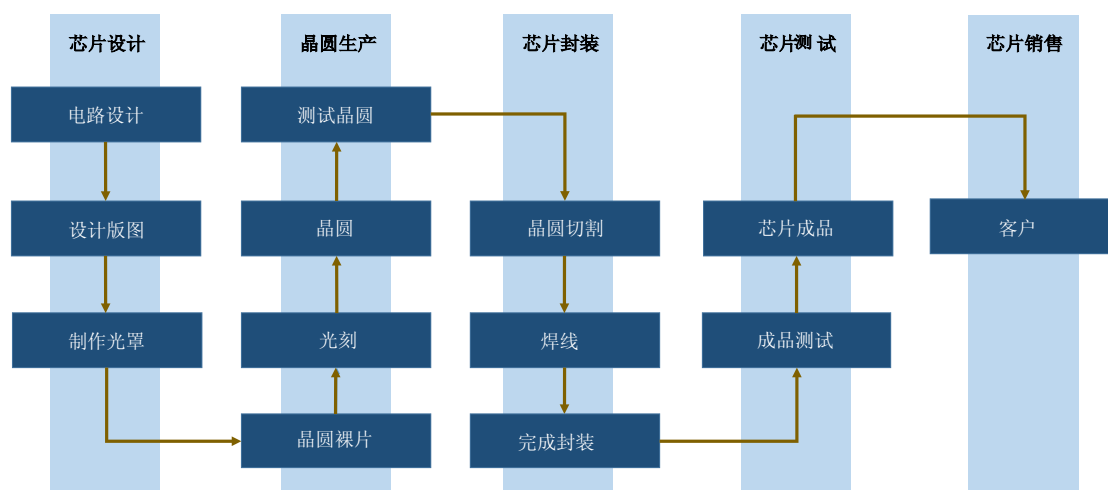 芯片设计
晶圆生产
芯片封装
芯片测试
芯片销售
电路设计
测试晶圆
设计版图
晶圆
晶圆切割
芯片成品
客户
制作光罩
光刻
焊线
成品测试
晶圆裸片
完成封装